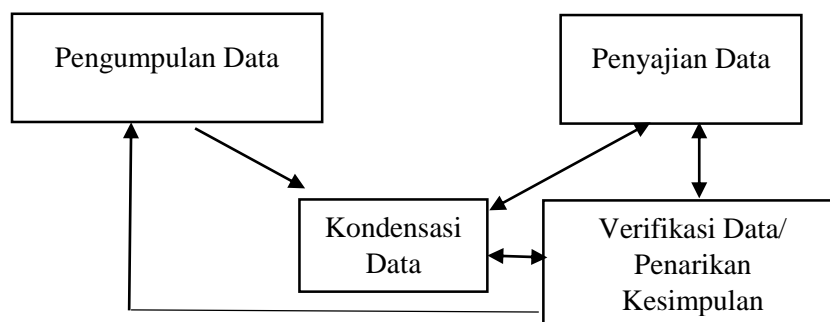 Pengumpulan Data
Penyajian Data
Kondensasi
Data
Verifikasi Data/
Penarikan
Kesimpulan